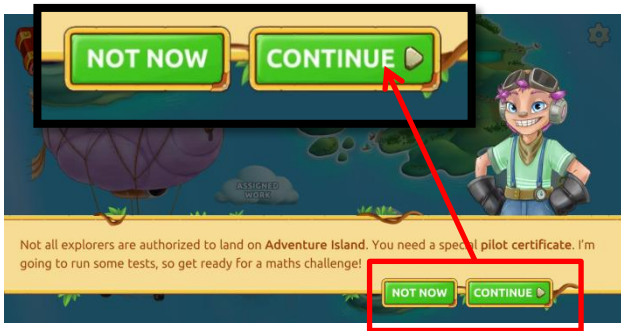 NOT NOW
CONTINUE
ASSIGNED
WORK
Not all explorers are authorized to land on Adventure Island. You need a special pilot certificate. I'm
going to run some tests, so get ready for a maths challenge!
NOT NOW
CONTINUE